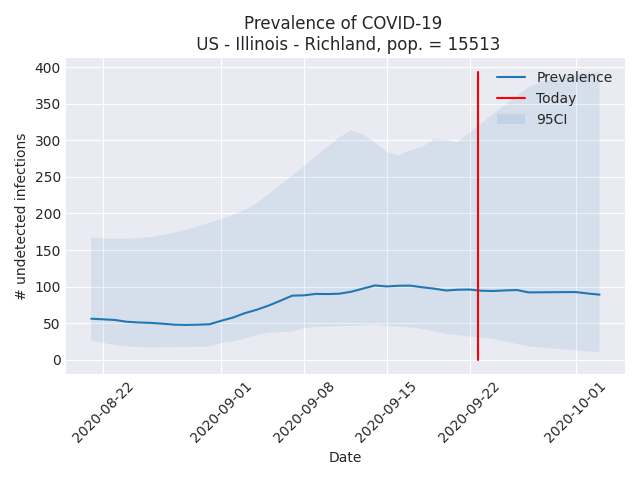 Prevalence of COVID-19
US - Illinois - Richland, pop. = 15513
400
350
300
250
200
150
100
50
0
# undetected infections
Prevalence
Today
95CI
2020-08-22
2020-09-01
2020-09-08
2020-09-15
2020-09-22
2020-10-01
Date